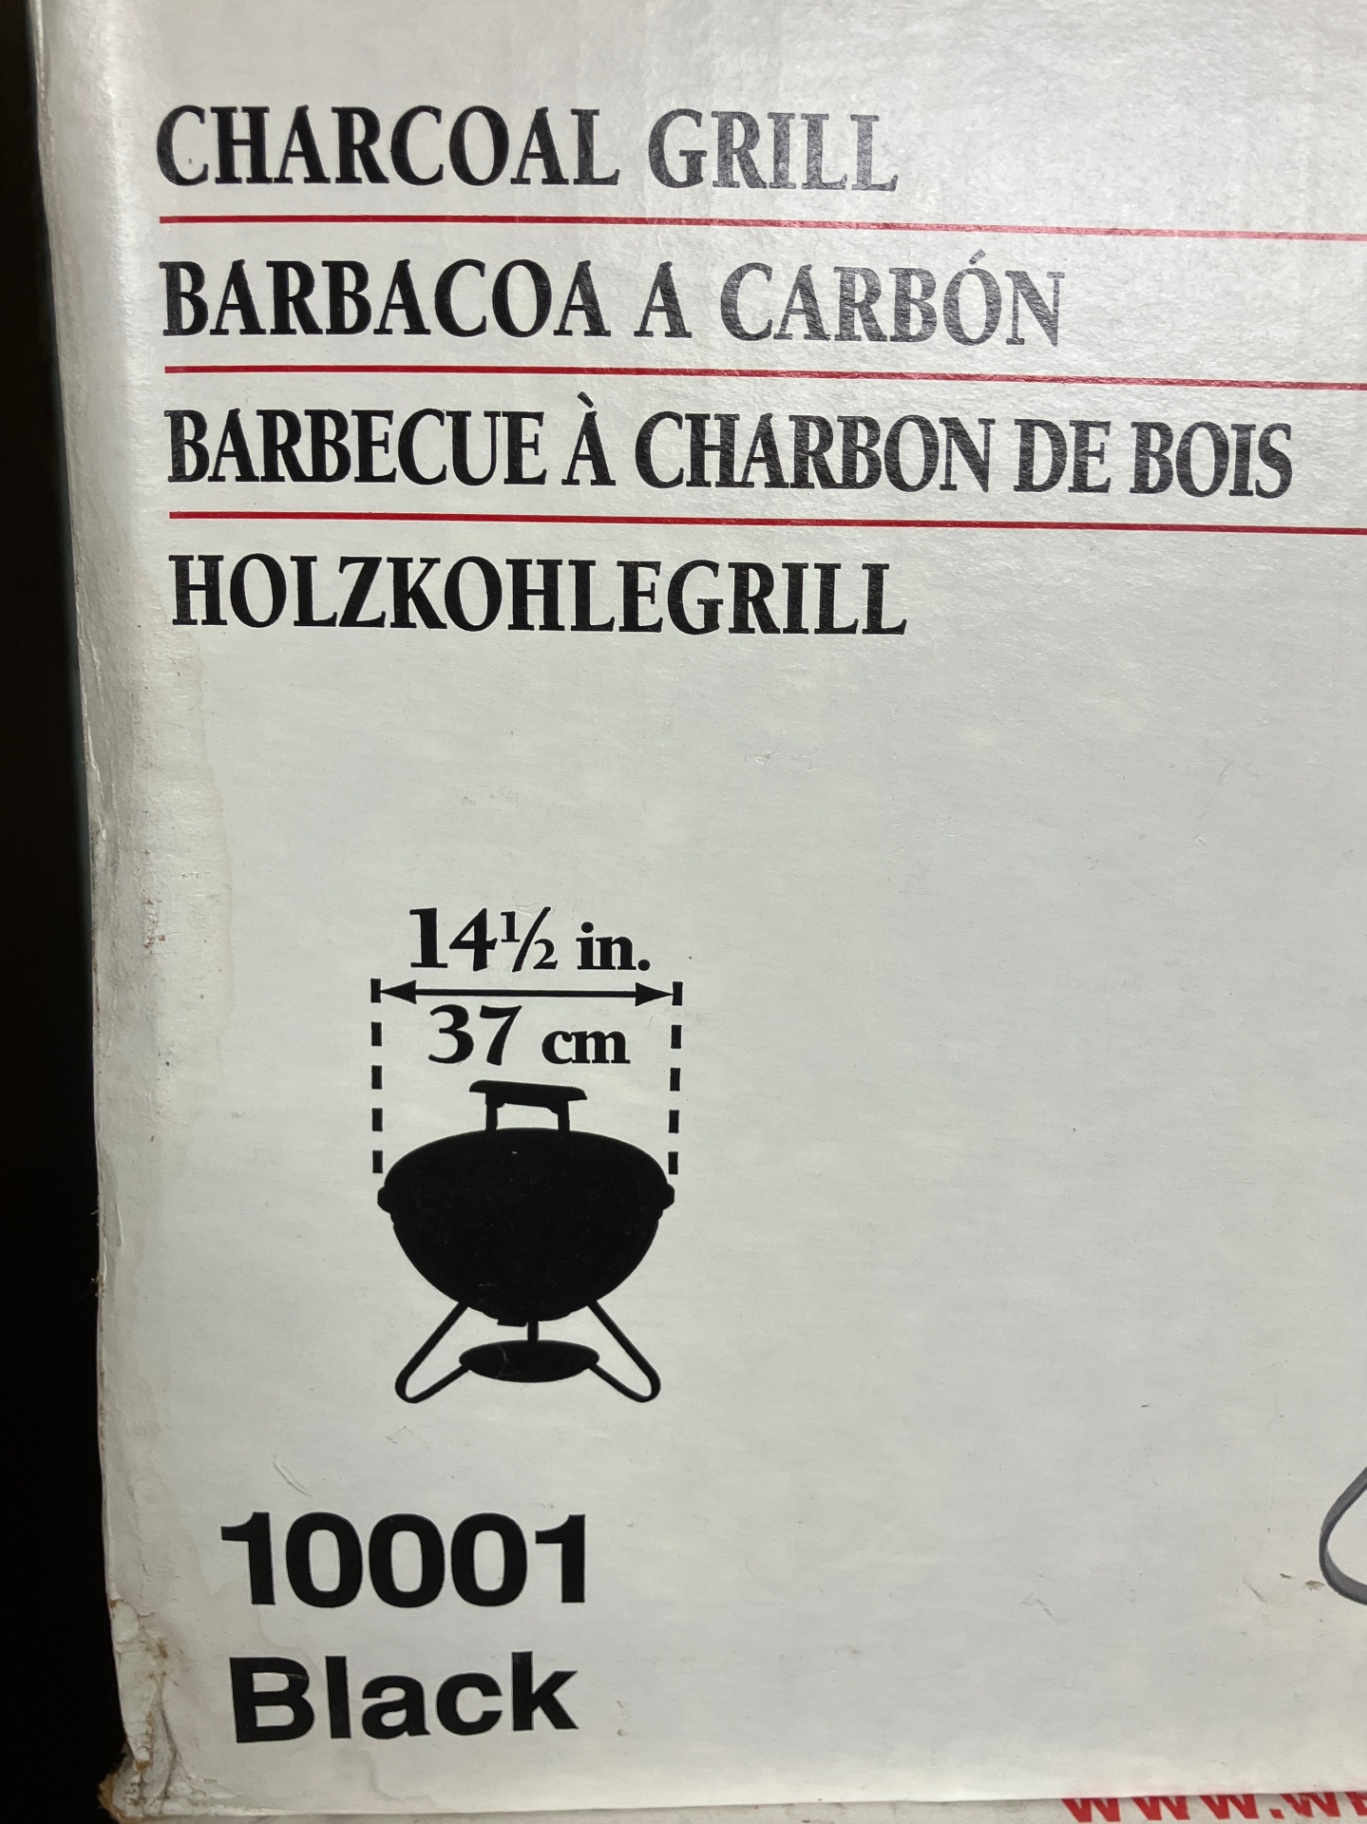 CHARCOAL GRILL
BARBACOA A CARBÓN
BARBECUE À CHARBON DE BOIS
HOLZKOHLEGRILL
14½ in.
37 cm
10001
Black